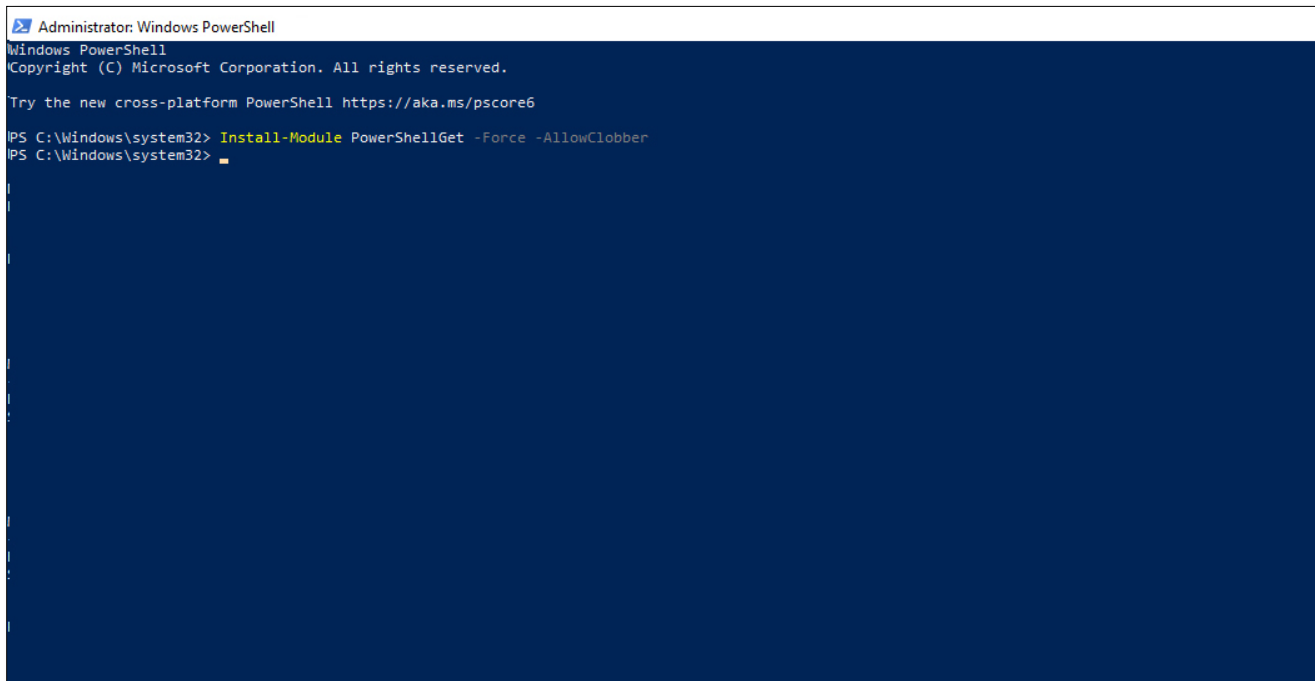 Administrator: Windows PowerShell
Windows PowerShell
Copyright (C) Microsoft Corporation. All rights reserved.
Try the new cross-platform PowerShell https://aka.ms/pscore6
PS C:\Windows\system32> Install-Module PowerShellGet -Force -AllowClobber
PS C:\Windows\system32>